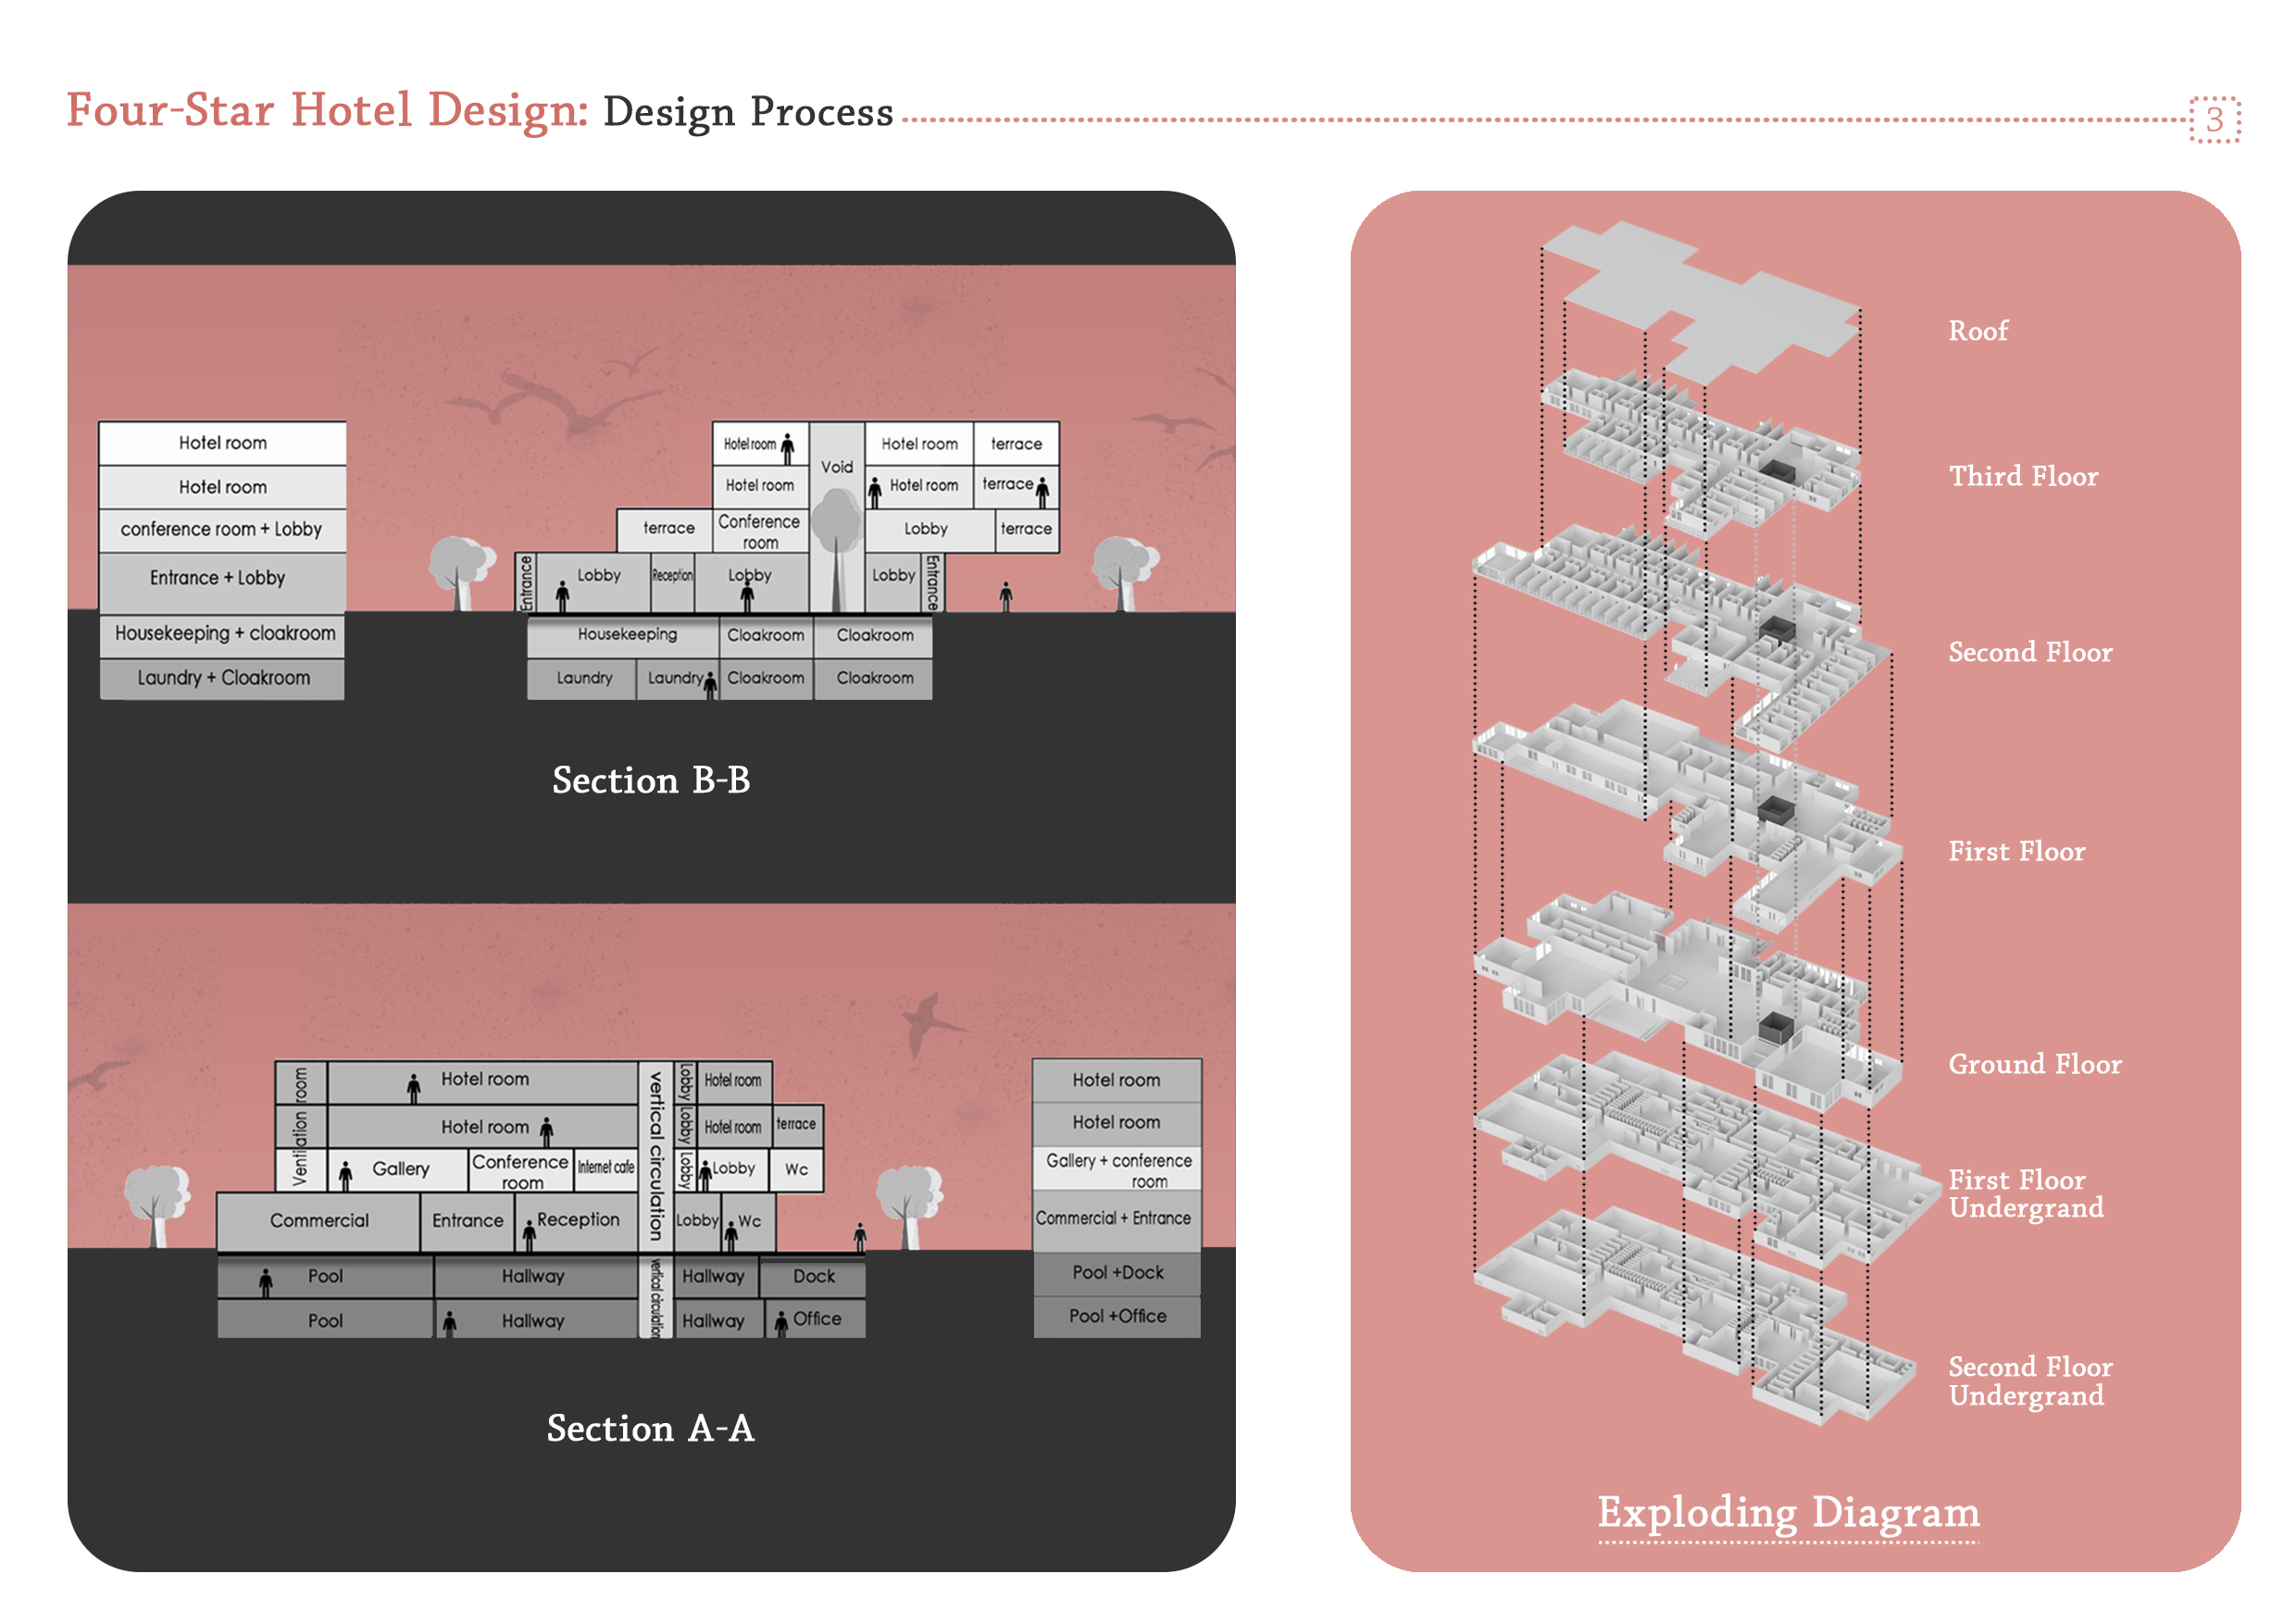 Four-Star Hotel Design: Design Process
3
Hotel room
Hotel room
conference room + Lobby
Entrance + Lobby
Housekeeping + cloakroom
Laundry + Cloakroom
Hotel room
Void
Hotel room
terrace
Hotel room
Hotel room
terrace
terrace
Conference
room
Lobby
terrace
Entrance
Lobby
Reception
Lobby
Lobby
Entrance
Housekeeping
Cloakroom
Cloakroom
Laundry
Laundry
Cloakroom
Cloakroom
Section B-B
Ventiation room
Hotel room
vertical circulation
Lobby
Hotel room
Hotel room
Lobby
Hotel room
terrace
Gallery
Conference
room
Internet cafe
Lobby
Lobby
Wc
Commercial
Entrance
Reception
Lobby
Wc
Pool
Hallway
vertical circulation
Hallway
Dock
Pool
Hallway
Hallway
Office
Hotel room
Hotel room
Gallery + conference
room
Commercial + Entrance
Pool +Dock
Pool +Office
Section A-A
Roof
Third Floor
Second Floor
First Floor
Ground Floor
First Floor
Undergrand
Second Floor
Undergrand
Exploding Diagram